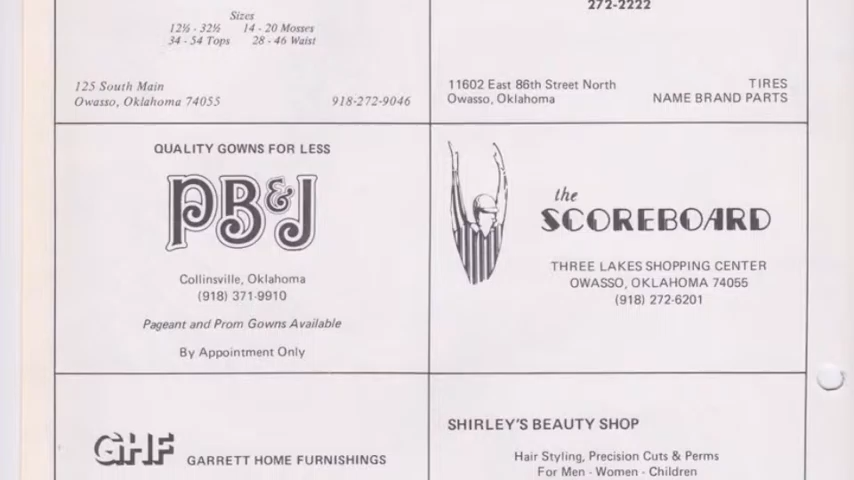 Sizes
12½ - 32½ 14 - 20 Mosses
34 - 54 Tops 28 - 46 Waist
125 South Main
Owasso, Oklahoma 74055 918-272-9046
272-2222
11602 East 86th Street North TIRES
Owasso, Oklahoma NAME BRAND PARTS
QUALITY GOWNS FOR LESS
PB&J
Collinsville, Oklahoma
(918) 371-9910
Pageant and Prom Gowns Available
By Appointment Only
the
SCOREBOARD
THREE LAKES SHOPPING CENTER
OWASSO, OKLAHOMA 74055
(918) 272-6201
GHF GARRETT HOME FURNISHINGS
SHIRLEY'S BEAUTY SHOP
Hair Styling, Precision Cuts & Perms
For Men - Women - Children